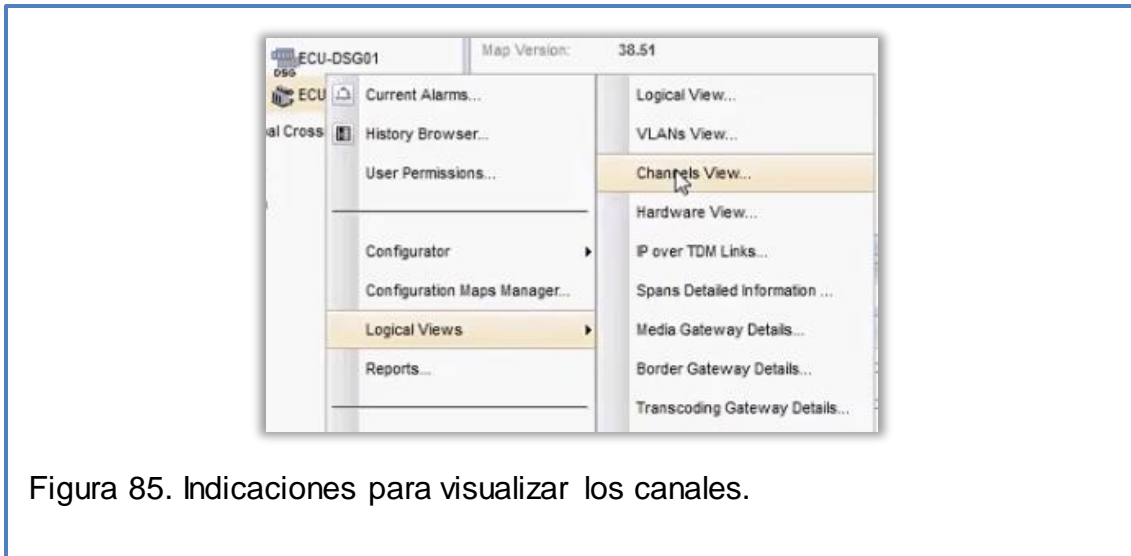 ECU-DSG01
DSG
Map Version: 38.51
ECU
al Cross
Current Alarms...
History Browser...
User Permissions...
Configurator
Configuration Maps Manager...
Logical Views
Reports...
Logical View...
VLANs View...
Channels View...
Hardware View...
IP over TDM Links...
Spans Detailed Information ...
Media Gateway Details...
Border Gateway Details...
Transcoding Gateway Details...
Figura 85. Indicaciones para visualizar los canales.